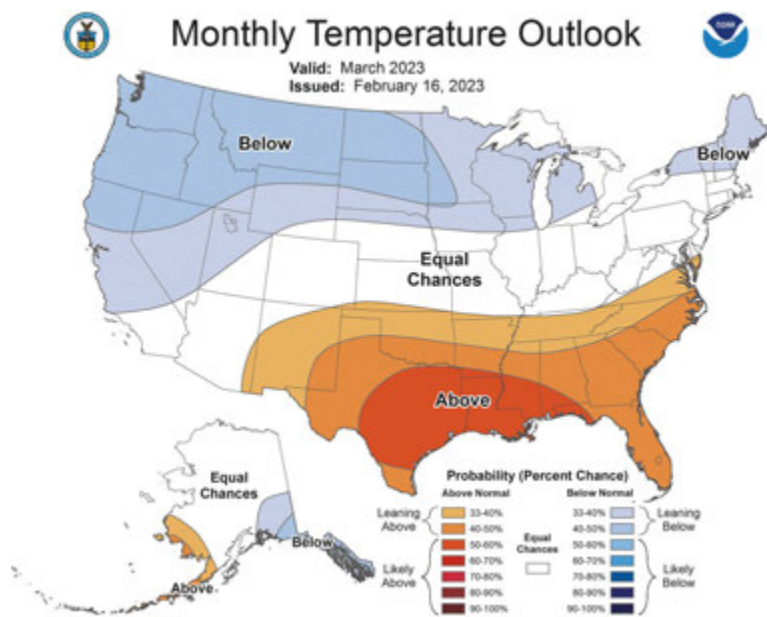 NOAA
Monthly Temperature Outlook
Valid: March 2023
Issued: February 16, 2023
Below
Below
Equal
Chances
Above
Equal
Chances
Below
Above
Probability (Percent Chance)
Above Normal
Below Normal
Leaning
Above
Likely
Above
33-40%
40-50%
50-60%
60-70%
70-80%
80-90%
90-100%
Equal
Chances
33-40%
40-50%
50-60%
60-70%
70-80%
80-90%
90-100%
Leaning
Below
Likely
Below